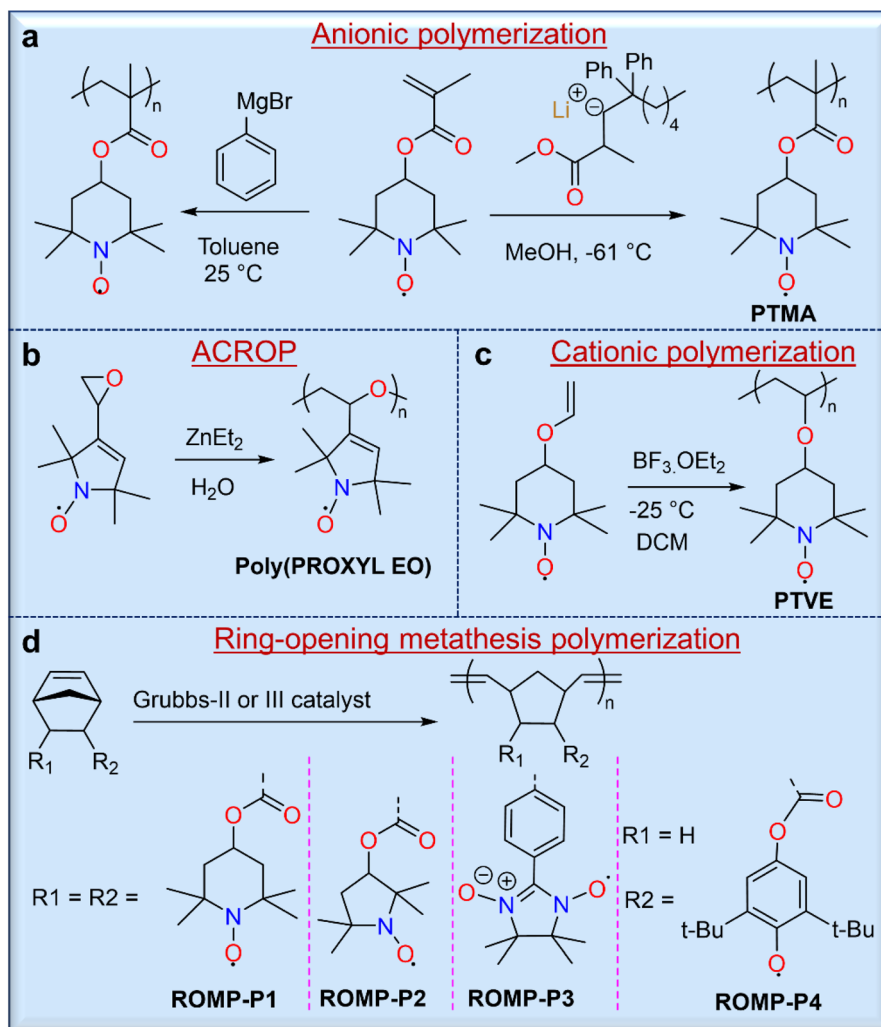 a
Anionic polymerization
n
O
O
N
O
MgBr
Toluene
25 °C
O
O
N
O
Ph
Ph
Li
+
−
4
O
O
MeOH, -61 °C
n
O
O
N
O
PTMA
b
ACROP
O
N
O
ZnEt2
H2O
O
n
N
O
Poly(PROXYL EO)
c
Cationic polymerization
O
N
O
BF3.OEt2
-25 °C
DCM
n
O
N
O
PTVE
d
Ring-opening metathesis polymerization
R1
R2
Grubbs-II or III catalyst
n
R1
R2
R1 = R2 =
O
O
N
O
ROMP-P1
O
O
N
O
ROMP-P2
O
−
+
N
N
O
ROMP-P3
R1 = H
R2 =
O
O
t-Bu
t-Bu
O
ROMP-P4